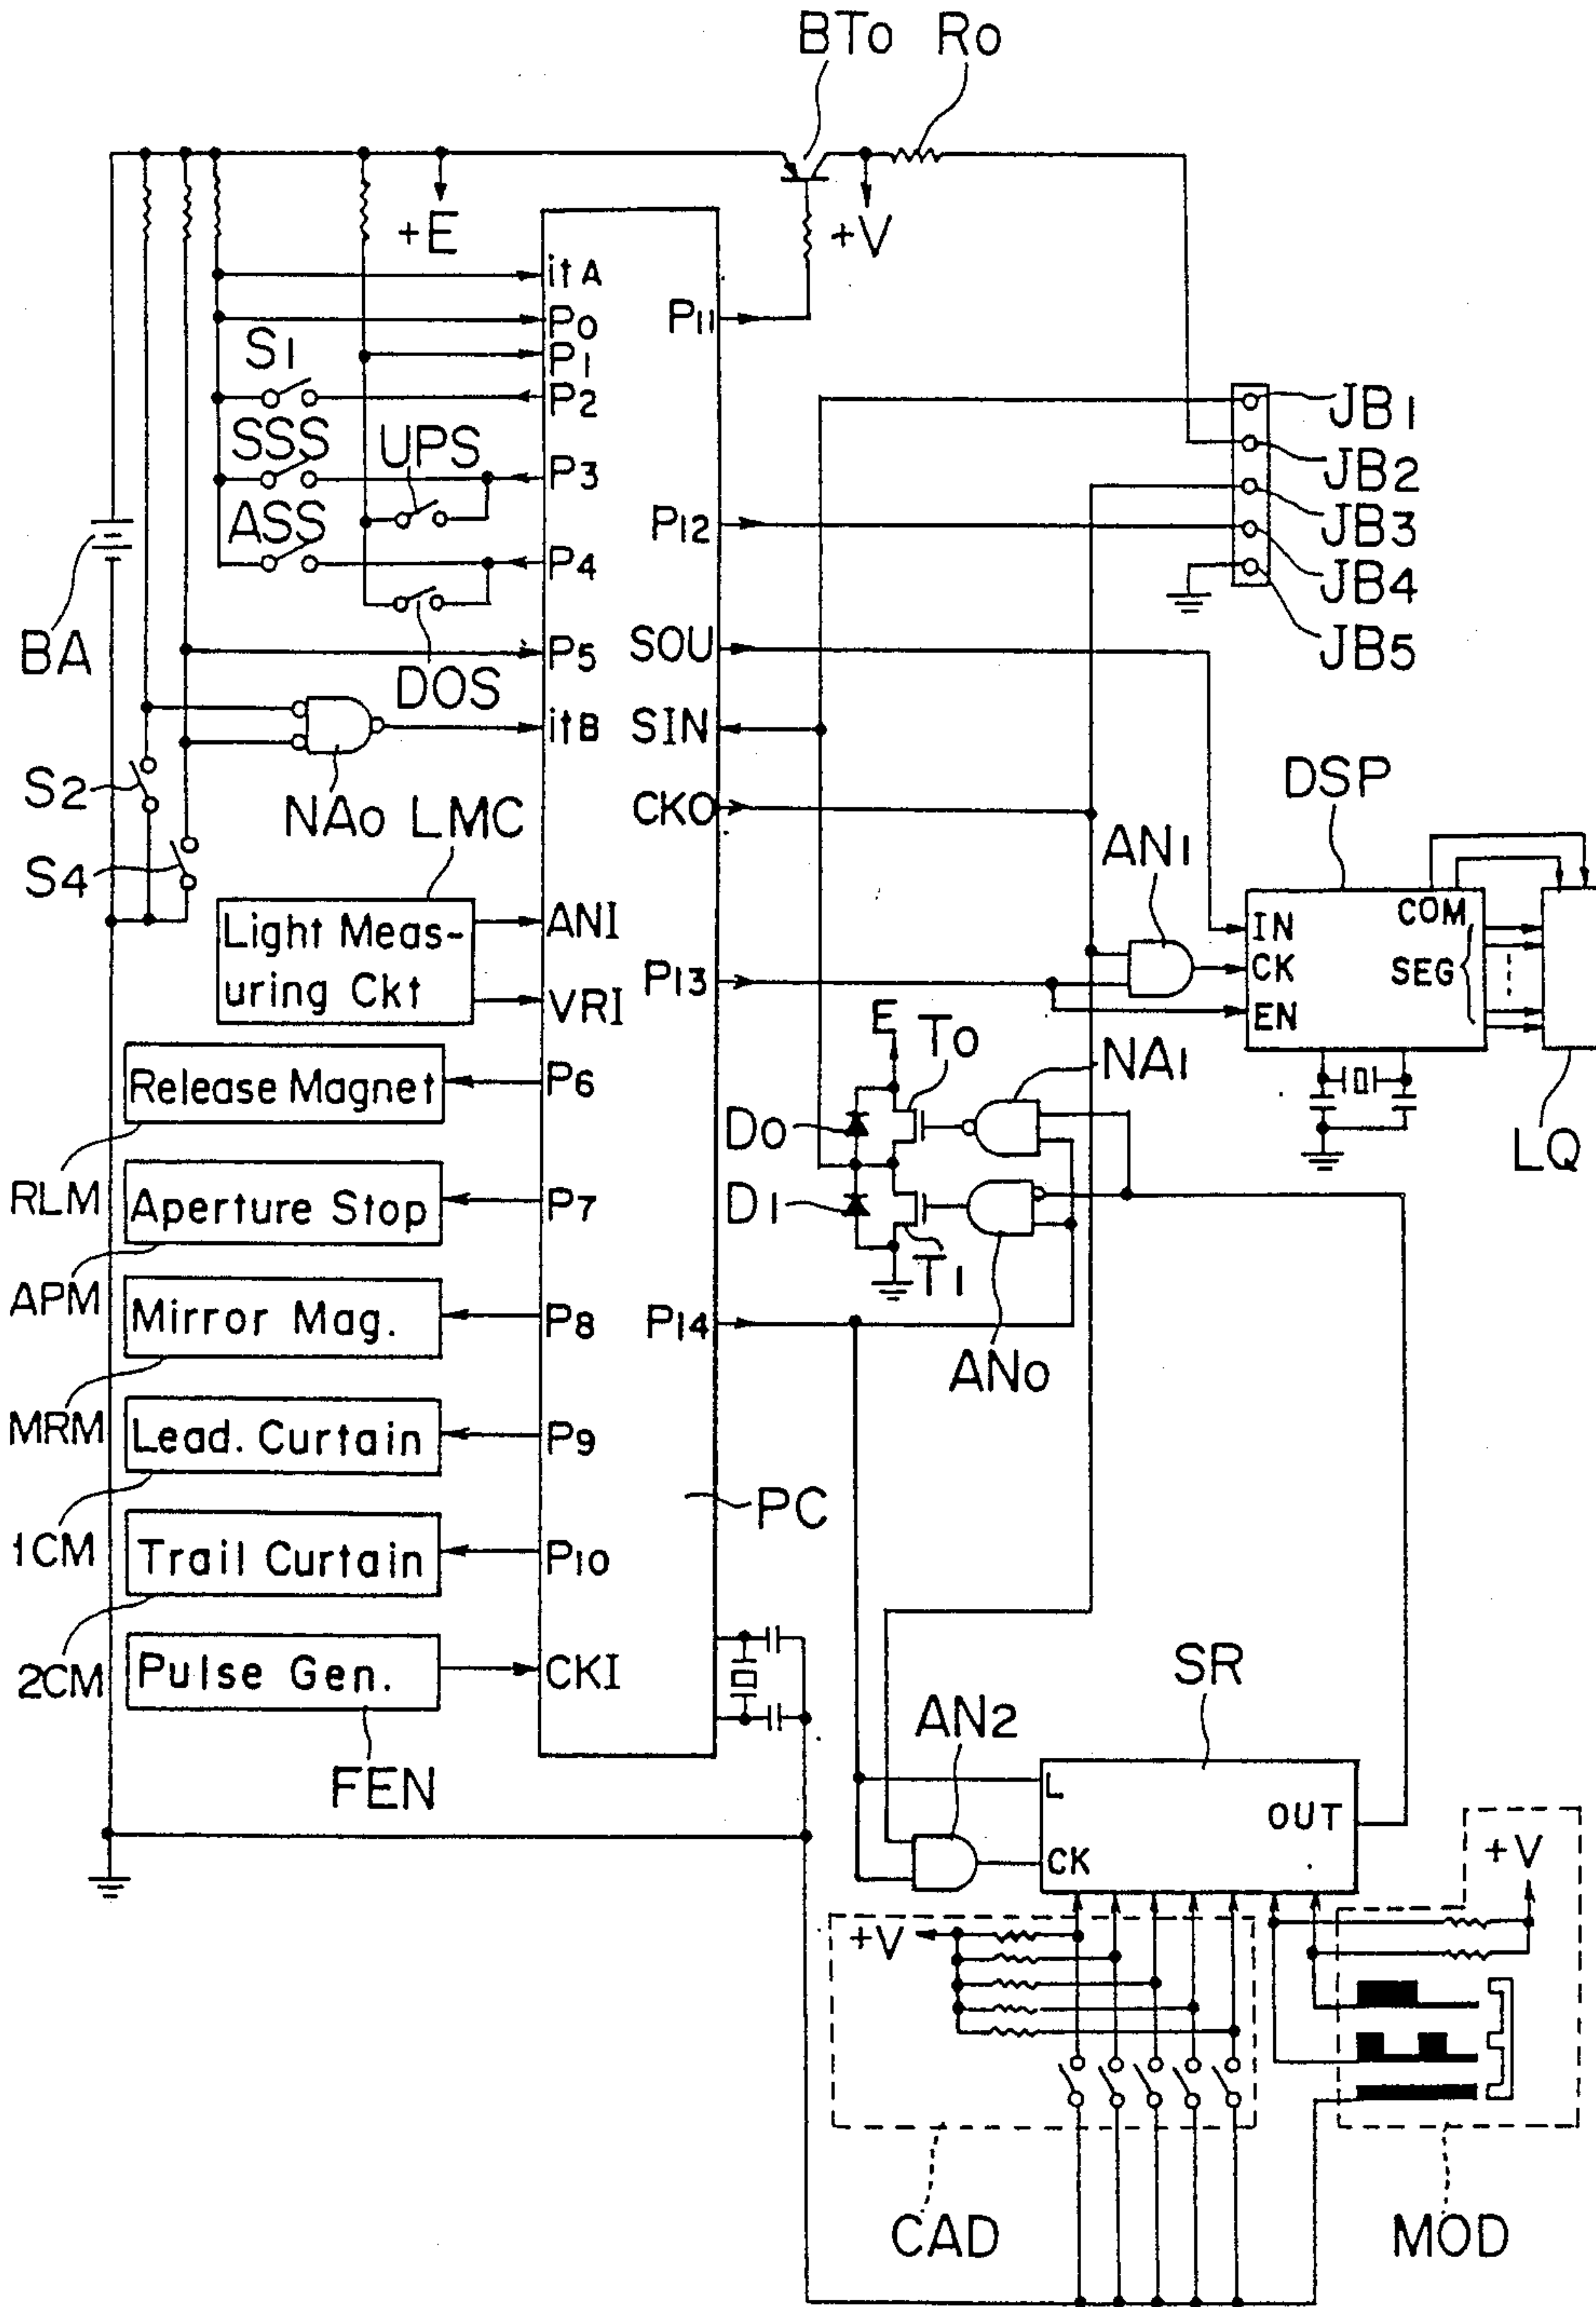 BTo Ro
+E
+V
itA
Po
P1
P2
P3
P4
P5
itB
ANI
VRI
P6
P7
P8
P9
P10
CKI
P11
P12
SOU
SIN
CKO
P13
P14
S1
SSS
UPS
ASS
DOS
BA
S2
S4
NAo
LMC
Light Meas-
uring Ckt
Release Magnet
RLM
Aperture Stop
APM
Mirror Mag.
MRM
Lead. Curtain
1CM
Trail Curtain
2CM
Pulse Gen.
FEN
PC
JB1
JB2
JB3
JB4
JB5
DSP
AN1
IN
CK
EN
COM
SEG
LQ
E
To
NA1
Do
D1
T1
ANo
SR
AN2
L
CK
OUT
+V
+V
CAD
MOD